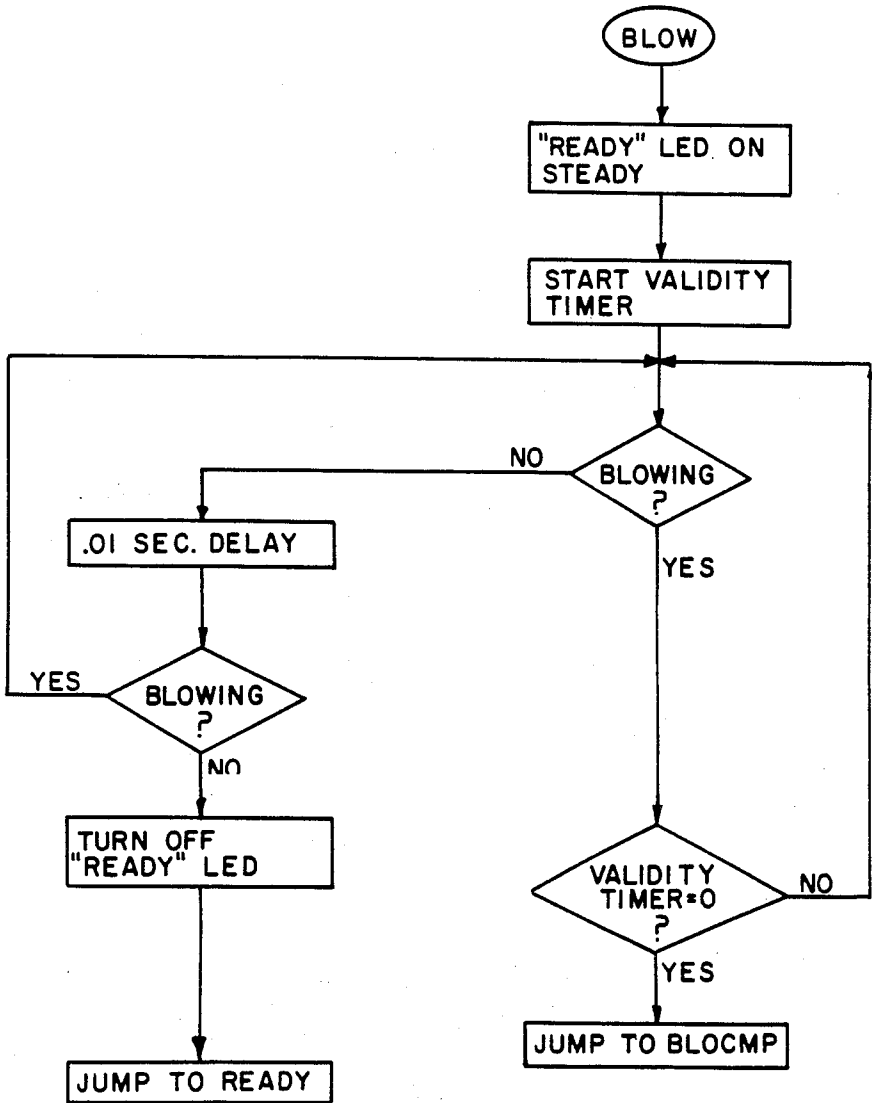 BLOW
"READY" LED ON
STEADY
START VALIDITY
TIMER
BLOWING
?
NO
YES
.01 SEC. DELAY
BLOWING
?
YES
NO
TURN OFF
"READY" LED
JUMP TO READY
VALIDITY
TIMER=0
?
NO
YES
JUMP TO BLOCMP